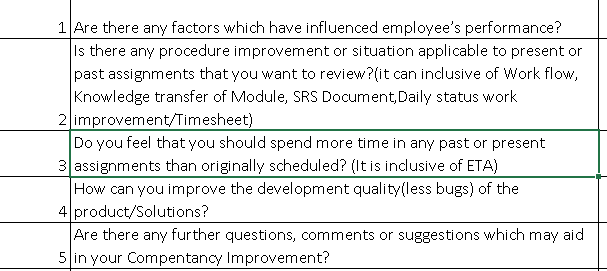 1 Are there any factors which have influenced employee's performance?
Is there any procedure improvement or situation applicable to present or
past assignments that you want to review?(it can inclusive of Work flow,
Knowledge transfer of Module, SRS Document,Daily status work
2 improvement/Timesheet)
Do you feel that you should spend more time in any past or present
3 assignments than originally scheduled? (It is inclusive of ETA)
How can you improve the development quality(less bugs) of the
4 product/Solutions?
Are there any further questions, comments or suggestions which may aid
5 in your Compentancy Improvement?